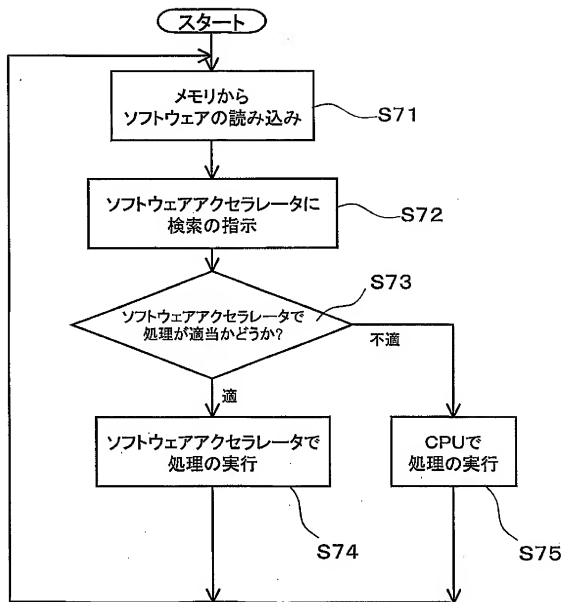 スタート
メモリから
ソフトウェアの読み込み
S71
ソフトウェアアクセラレータに
検索の指示
S72
S73
ソフトウェアアクセラレータで
処理が適当かどうか?
不適
適
ソフトウェアアクセラレータで
処理の実行
CPUで
処理の実行
S74
S75